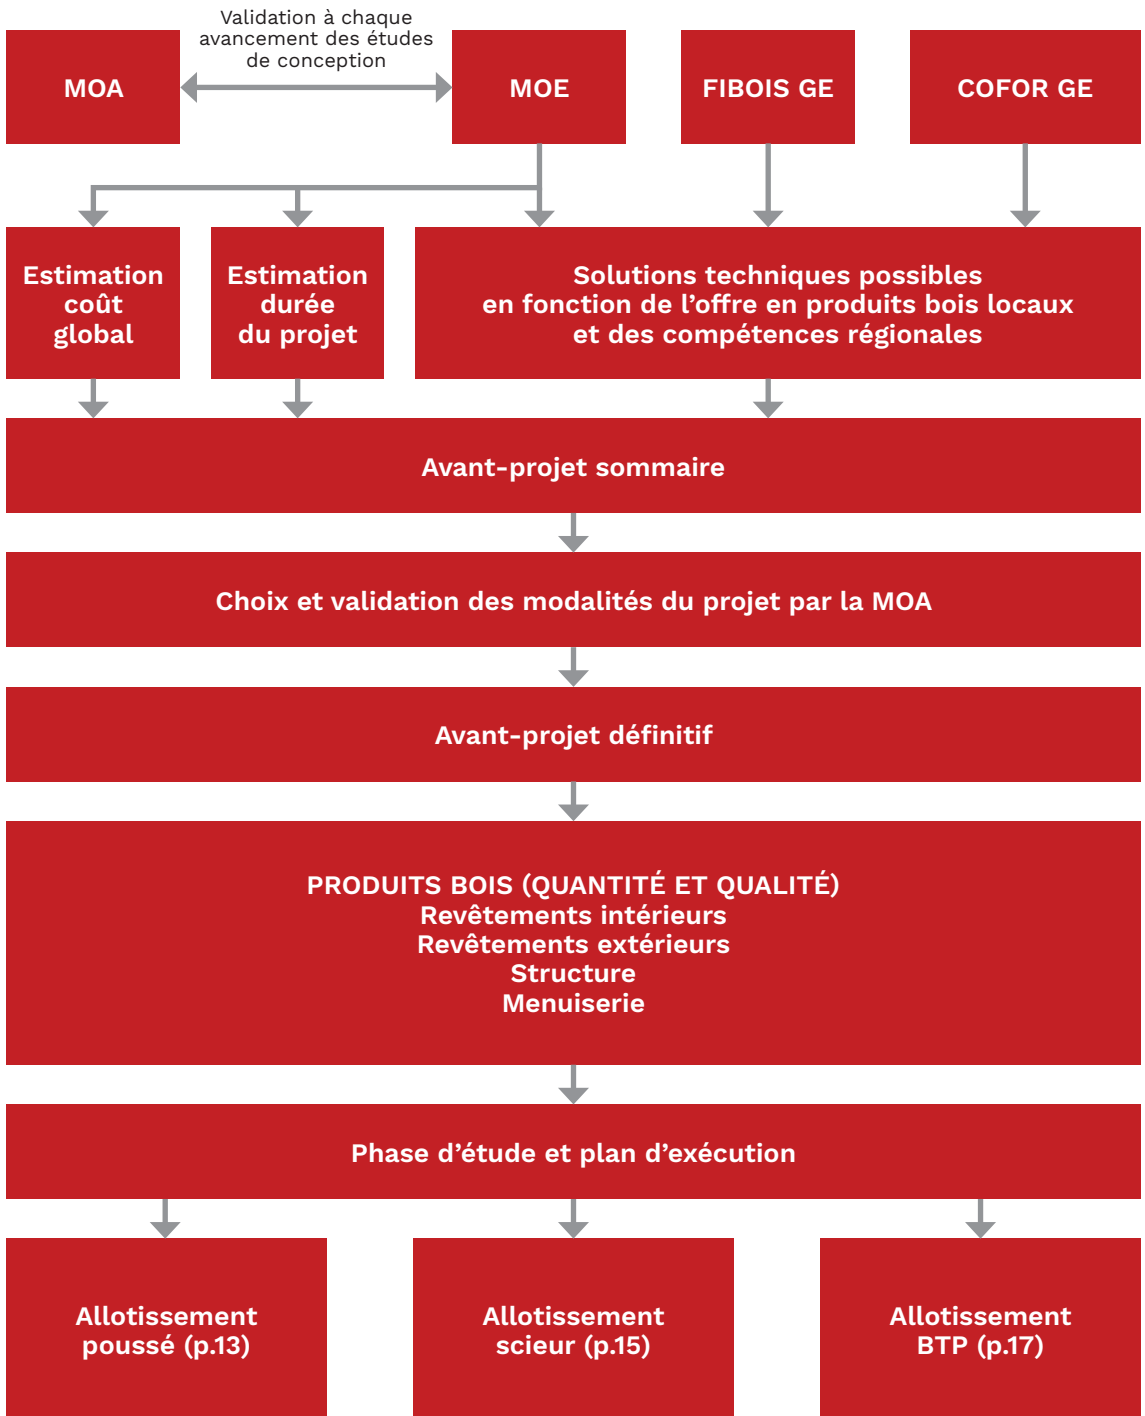 Validation à chaque
avancement des études
de conception
MOA
MOE
FIBOIS GE
COFOR GE
Estimation
coût
global
Estimation
durée
du projet
Solutions techniques possibles
en fonction de l’offre en produits bois locaux
et des compétences régionales
Avant-projet sommaire
Choix et validation des modalités du projet par la MOA
Avant-projet définitif
PRODUITS BOIS (QUANTITÉ ET QUALITÉ)
Revêtements intérieurs
Revêtements extérieurs
Structure
Menuiserie
Phase d’étude et plan d’exécution
Allotissement
poussé (p.13)
Allotissement
scieur (p.15)
Allotissement
BTP (p.17)